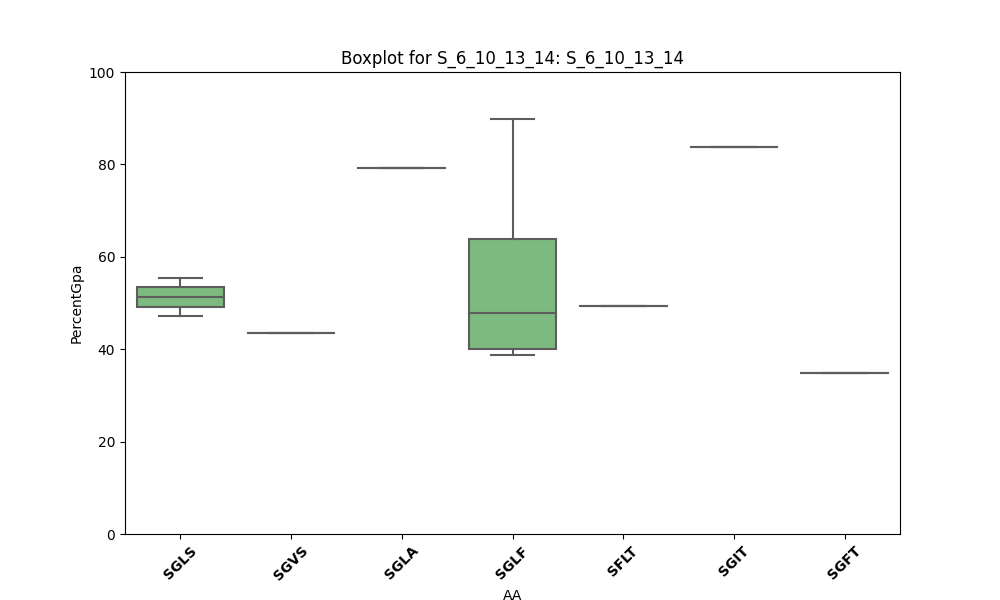 Boxplot for S_6_10_13_14: S_6_10_13_14
100
80
60
40
20
0
PercentGpa
SGLS
SGVS
SGLA
SGLF
SFLT
SGIT
SGFT
AA